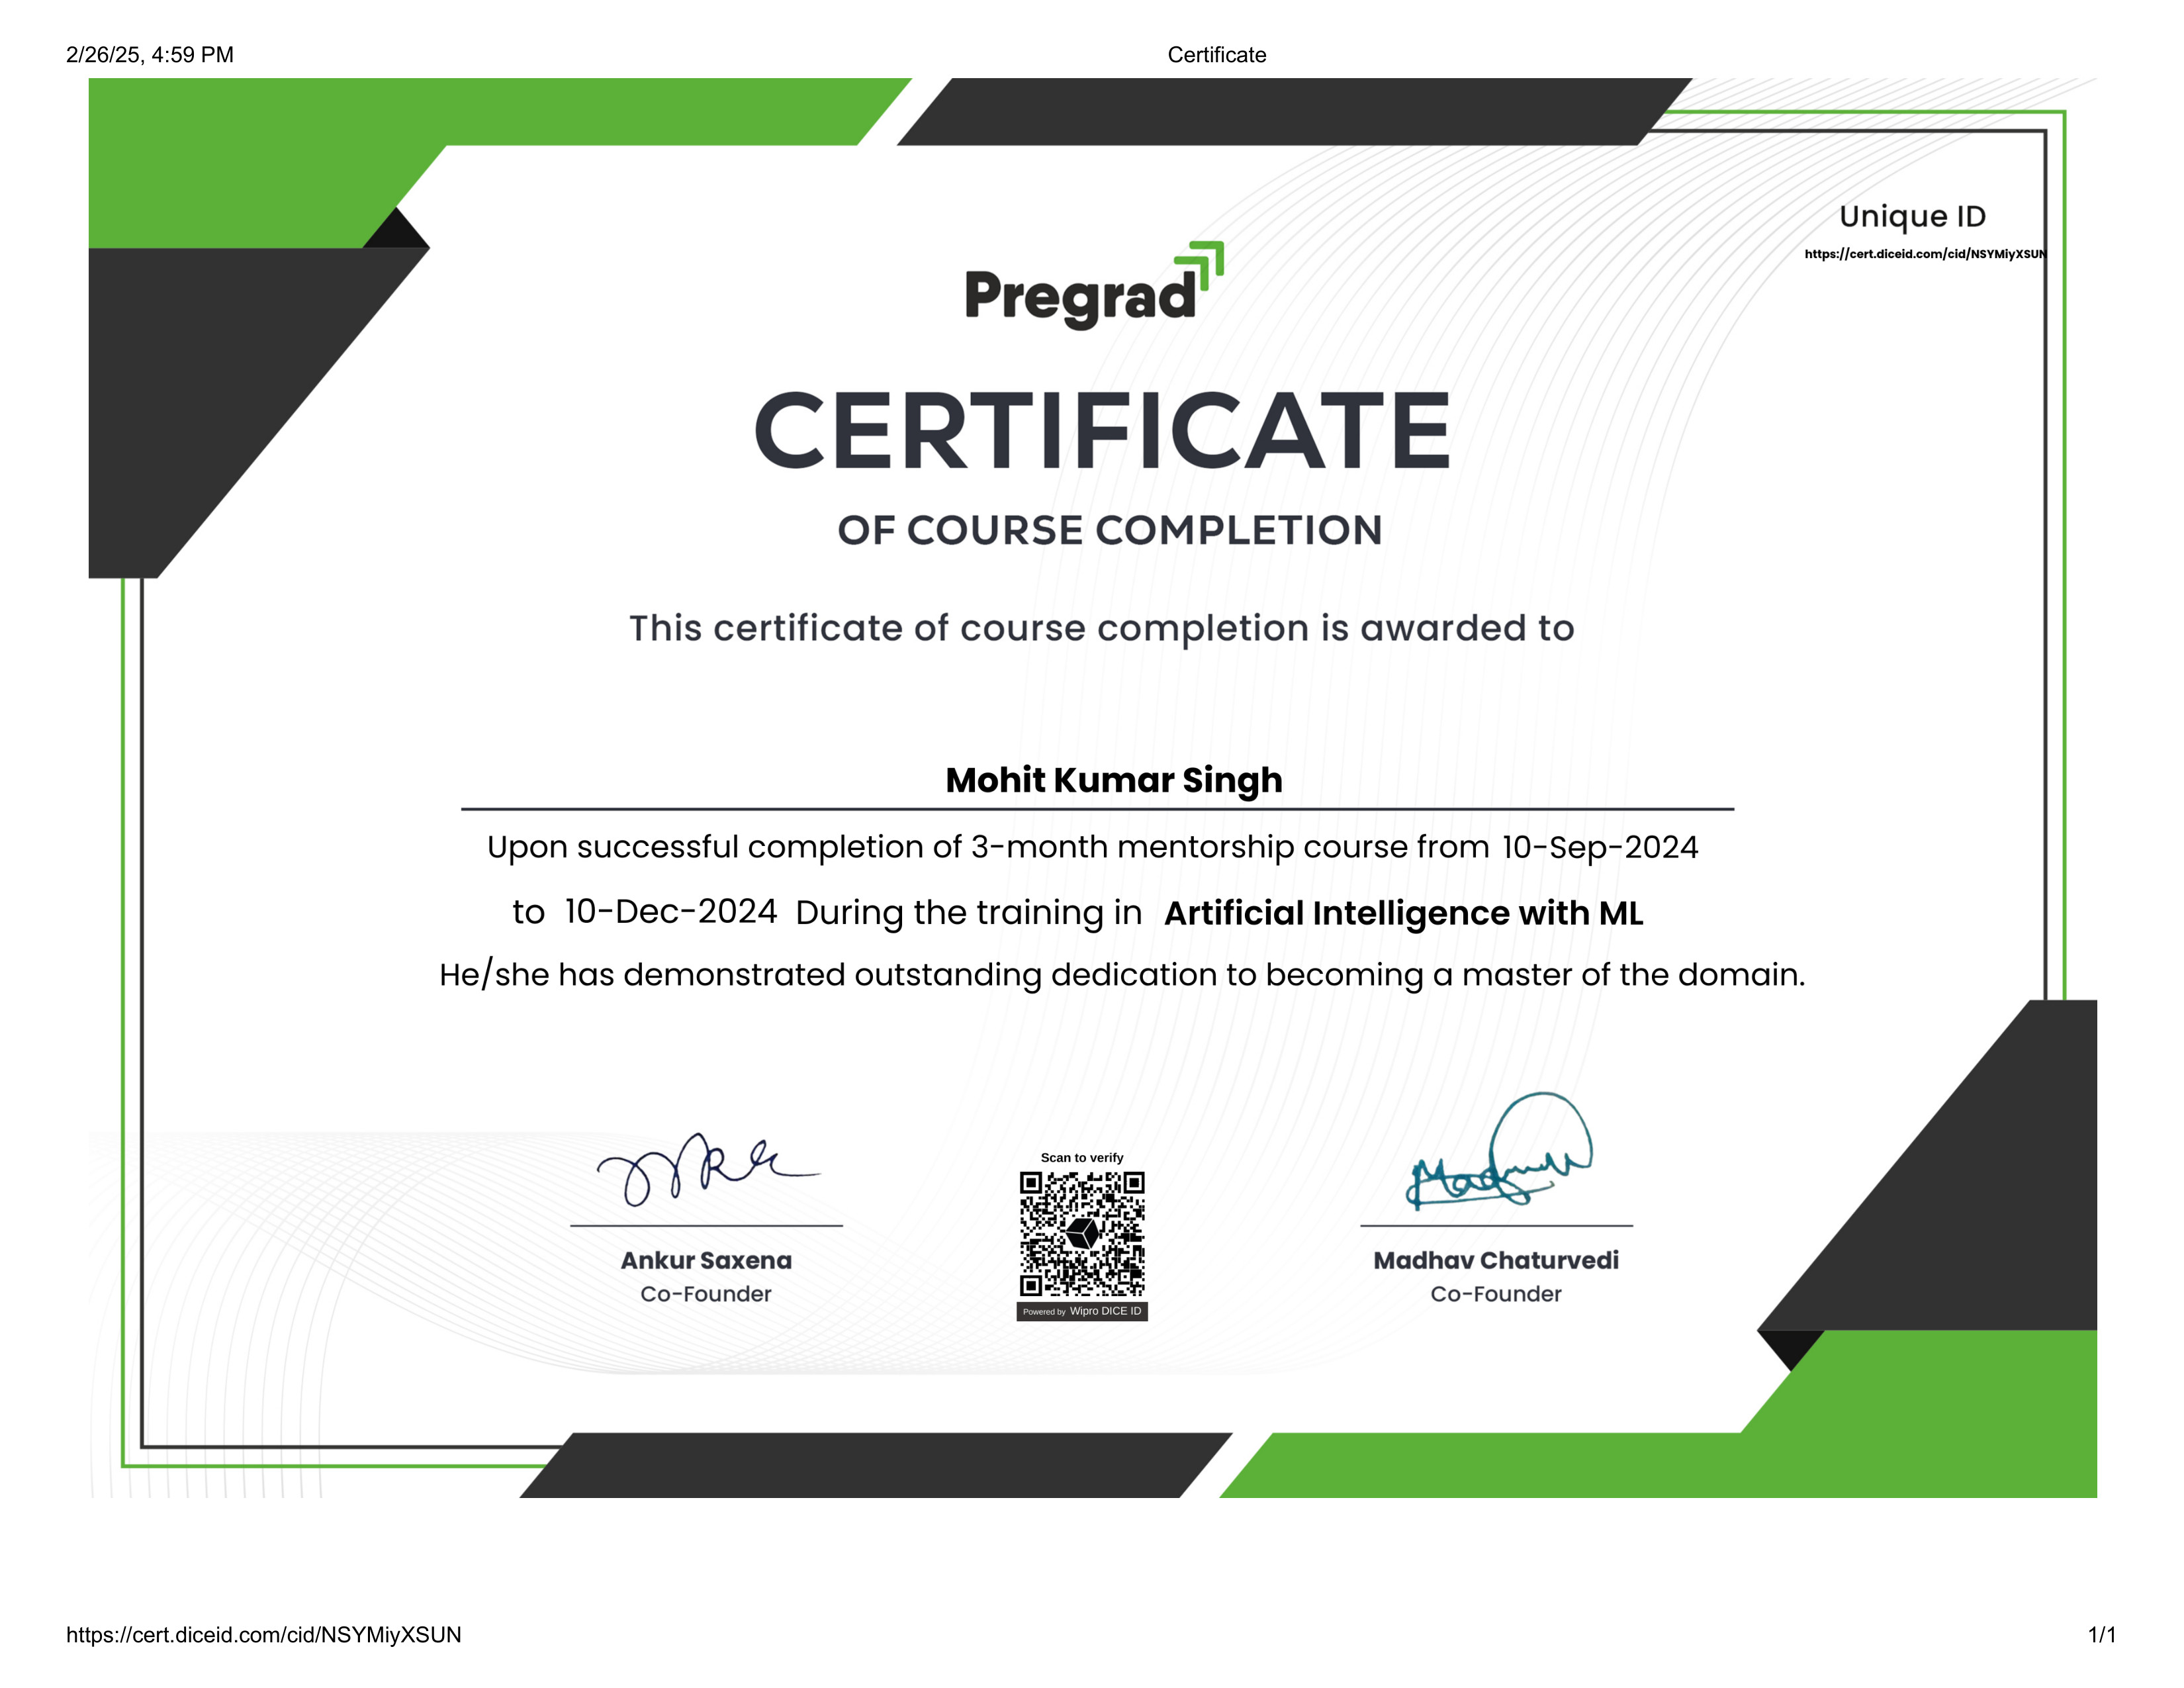 2/26/25, 4:59 PM
Certificate
Unique ID
https://cert.diceid.com/cid/NSYMiyXSUN
Pregrad
CERTIFICATE
OF COURSE COMPLETION
This certificate of course completion is awarded to
Mohit Kumar Singh
Upon successful completion of 3-month mentorship course from 10-Sep-2024
to 10-Dec-2024 During the training in Artificial Intelligence with ML
He/she has demonstrated outstanding dedication to becoming a master of the domain.
Scan to verify
Ankur Saxena
Co-Founder
Powered by Wipro DICE ID
Madhav Chaturvedi
Co-Founder
https://cert.diceid.com/cid/NSYMiyXSUN
1/1